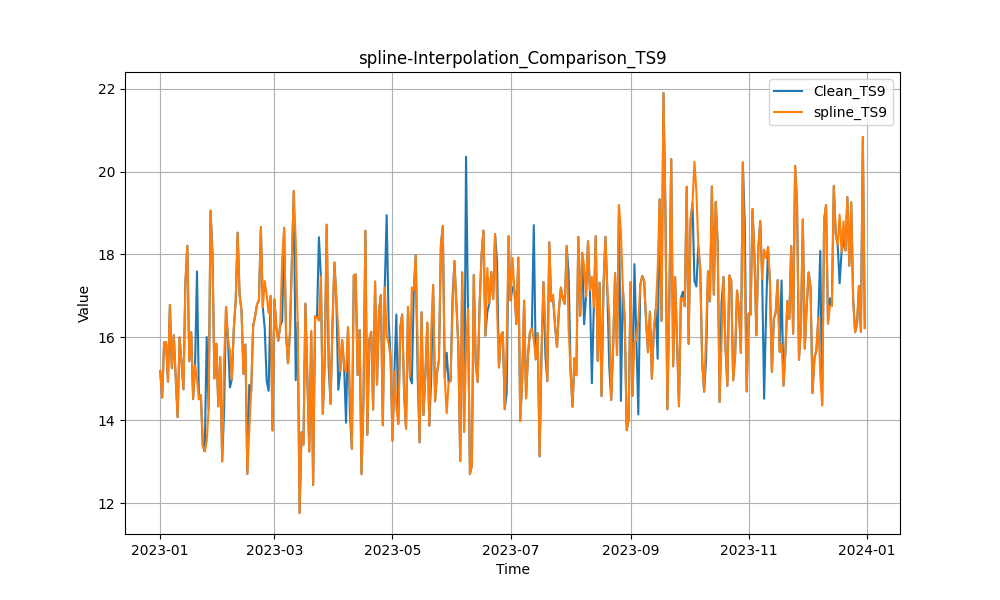 spline-Interpolation_Comparison_TS9
Clean_TS9
spline_TS9
Value
22
20
18
16
14
12
2023-01
2023-03
2023-05
2023-07
2023-09
2023-11
2024-01
Time